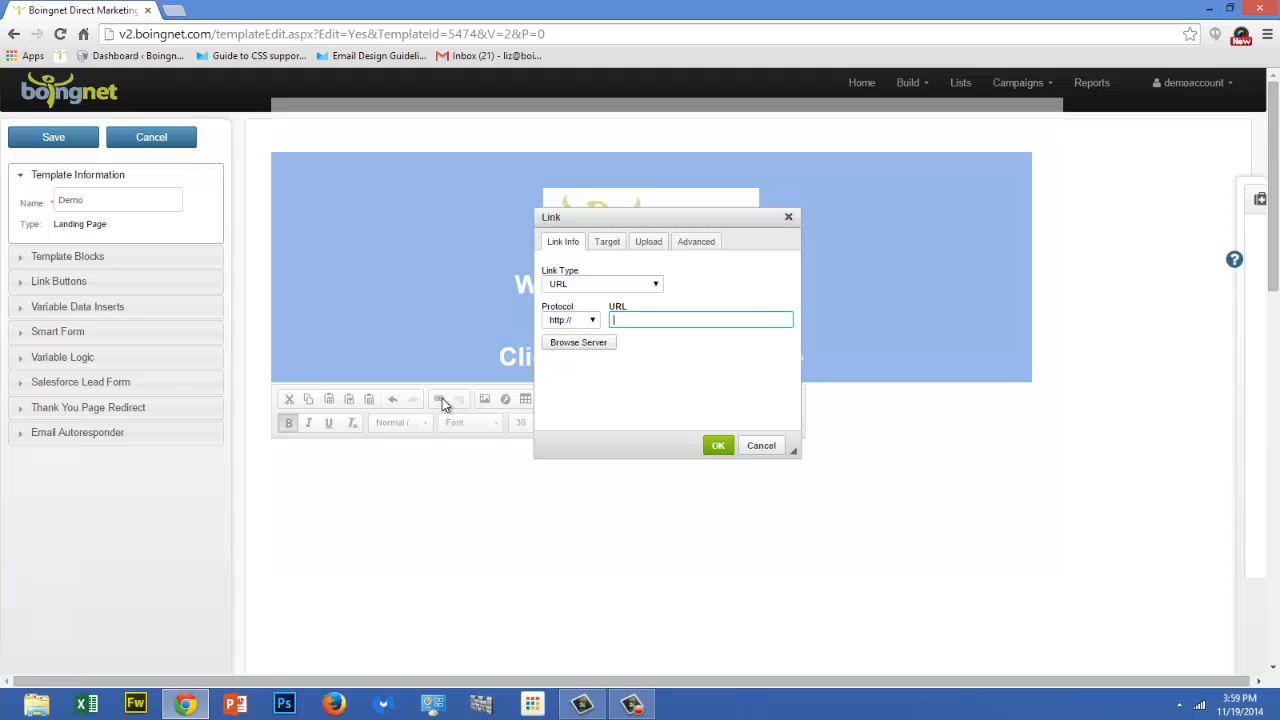 Boingnet Direct Marketing
v2.boingnet.com/templateEdit.aspx?Edit=Yes&TemplateId=5474&V=2&P=0
Apps
Dashboard ‹ Boingn...
Guide to CSS suppor...
Email Design Guideli...
Inbox (21) - liz@boi...
New
boingnet
Home
Build
Lists
Campaigns
Reports
demoaccount
Save
Cancel
Template Information
Name: *
Demo
Type:
Landing Page
Template Blocks
Link Buttons
Variable Data Inserts
Smart Form
Variable Logic
Salesforce Lead Form
Thank You Page Redirect
Email Autoresponder
W
Cli
Link
Link Info
Target
Upload
Advanced
Link Type
URL
Protocol
URL
http://
Browse Server
OK
Cancel
B I U
Normal (...
Font
36
Fw
Ps
3:59 PM
11/19/2014